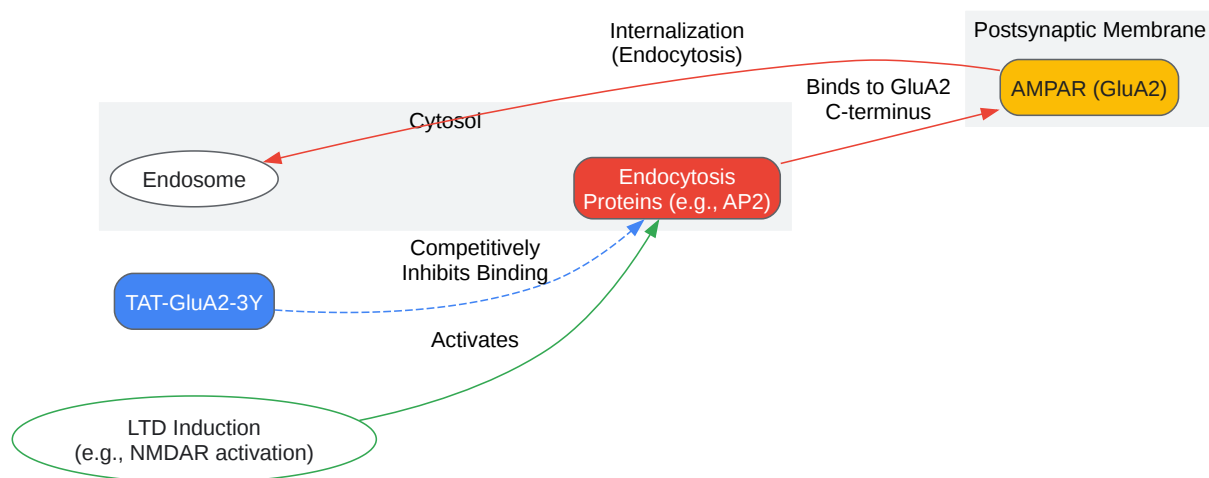 Internalization
(Endocytosis)
Postsynaptic Membrane
AMPAR (GluA2)
Binds to GluA2
C-terminus
Cytosol
Endosome
Endocytosis
Proteins (e.g., AP2)
Competitively
Inhibits Binding
TAT-GluA2-3Y
Activates
LTD Induction
(e.g., NMDAR activation)